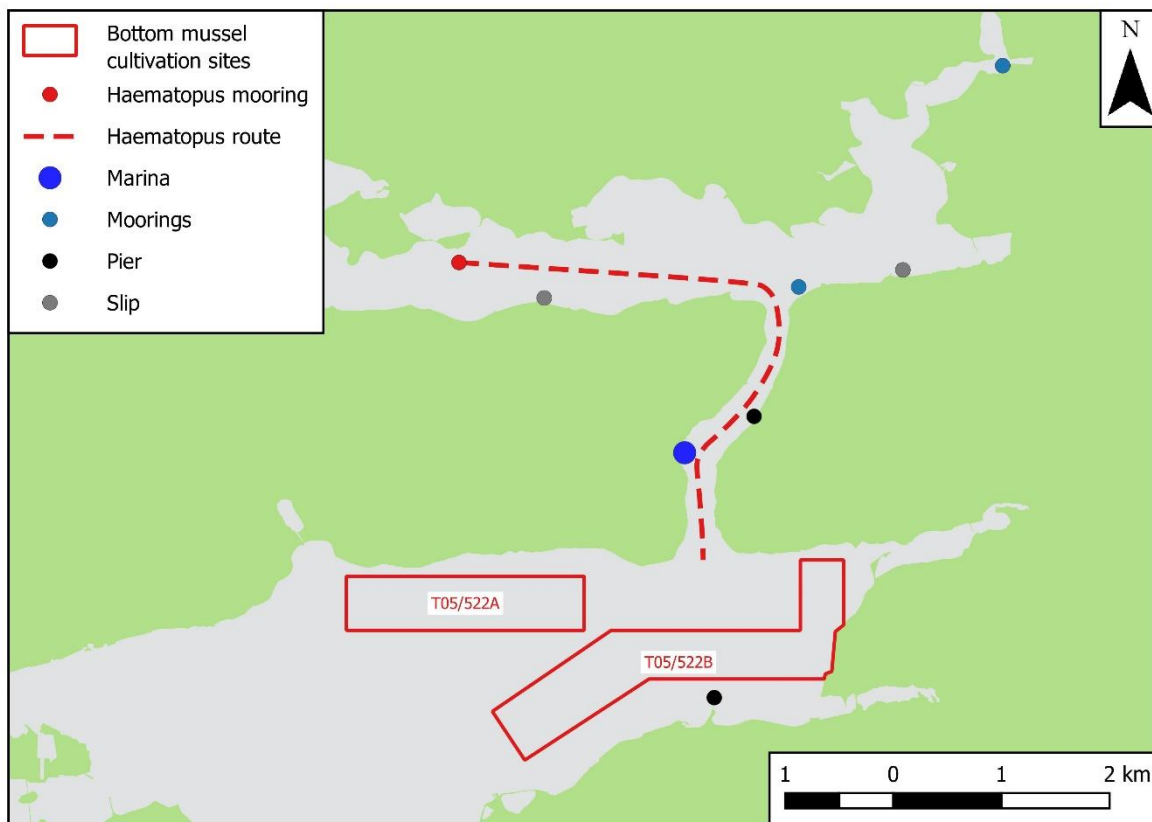 Bottom mussel
cultivation sites
Haematopus mooring
Haematopus route
Marina
Moorings
Pier
Slip
N
T05/522A
T05/522B
1 0 1 2 km